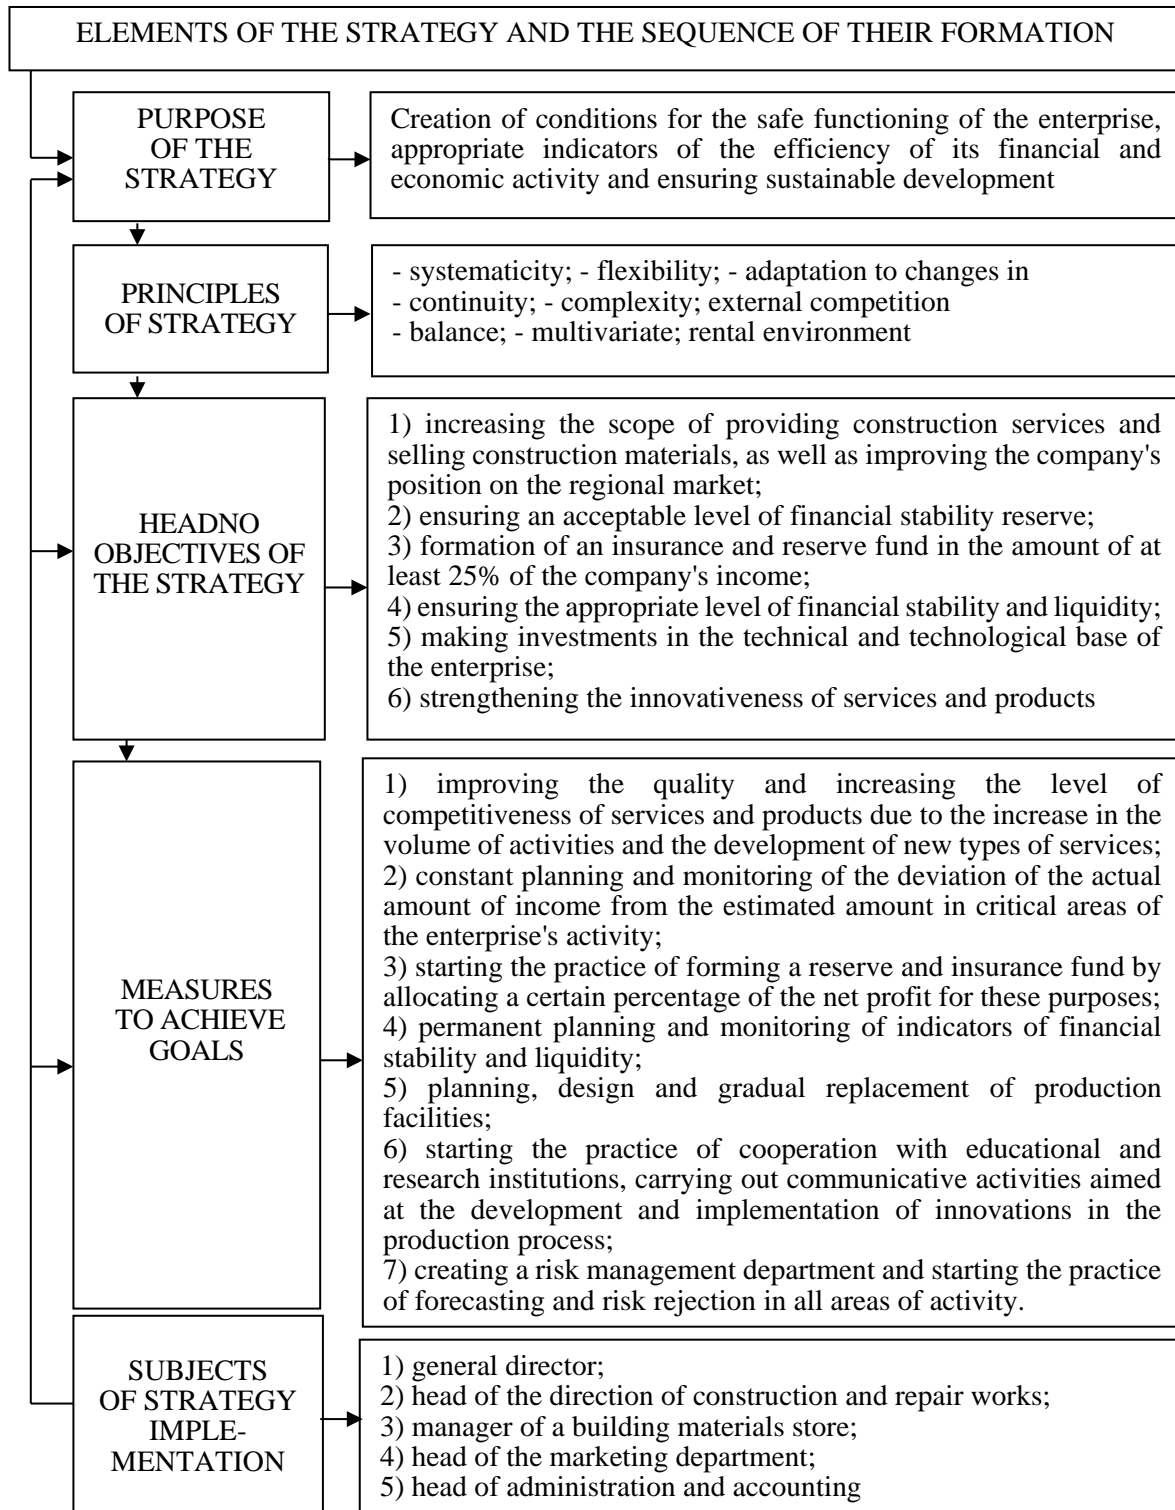 ELEMENTS OF THE STRATEGY AND THE SEQUENCE OF THEIR FORMATION
PURPOSE
OF THE
STRATEGY
Creation of conditions for the safe functioning of the enterprise,
appropriate indicators of the efficiency of its financial and
economic activity and ensuring sustainable development
PRINCIPLES
OF STRATEGY
- systematicity; - flexibility; - adaptation to changes in
- continuity; - complexity; external competition
- balance; - multivariate; rental environment
HEADNO
OBJECTIVES OF
THE STRATEGY
1) increasing the scope of providing construction services and
selling construction materials, as well as improving the company's
position on the regional market;
2) ensuring an acceptable level of financial stability reserve;
3) formation of an insurance and reserve fund in the amount of at
least 25% of the company's income;
4) ensuring the appropriate level of financial stability and liquidity;
5) making investments in the technical and technological base of
the enterprise;
6) strengthening the innovativeness of services and products
MEASURES
TO ACHIEVE
GOALS
1) improving the quality and increasing the level of
competitiveness of services and products due to the increase in the
volume of activities and the development of new types of services;
2) constant planning and monitoring of the deviation of the actual
amount of income from the estimated amount in critical areas of
the enterprise's activity;
3) starting the practice of forming a reserve and insurance fund by
allocating a certain percentage of the net profit for these purposes;
4) permanent planning and monitoring of indicators of financial
stability and liquidity;
5) planning, design and gradual replacement of production
facilities;
6) starting the practice of cooperation with educational and
research institutions, carrying out communicative activities aimed
at the development and implementation of innovations in the
production process;
7) creating a risk management department and starting the practice
of forecasting and risk rejection in all areas of activity.
SUBJECTS
OF STRATEGY
IMPLE-
MENTATION
1) general director;
2) head of the direction of construction and repair works;
3) manager of a building materials store;
4) head of the marketing department;
5) head of administration and accounting